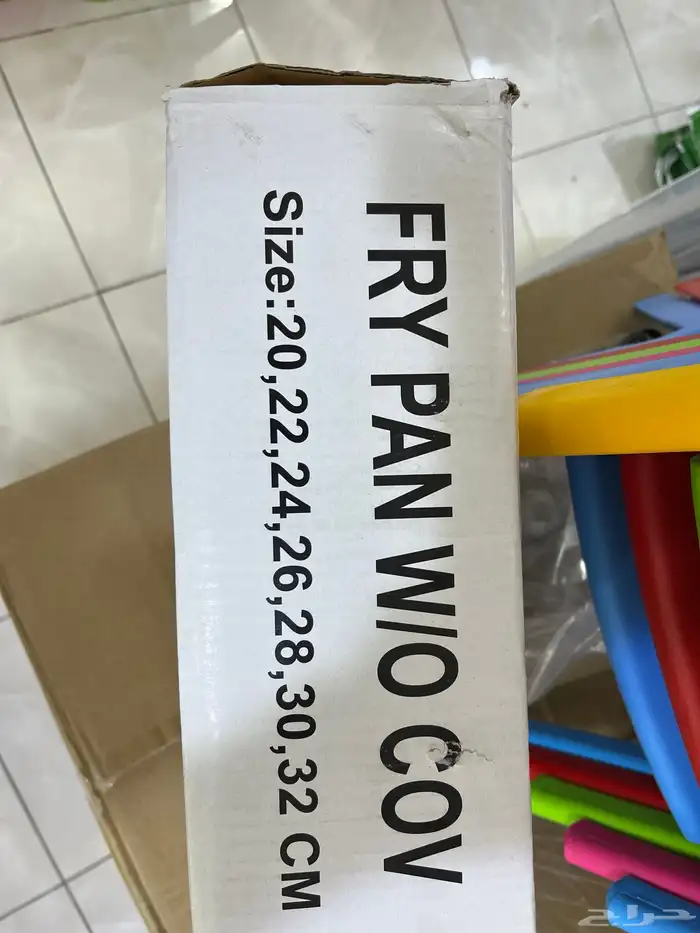 FRY PAN W/O COV
Size:20,22,24,26,28,30,32 CM
حراج